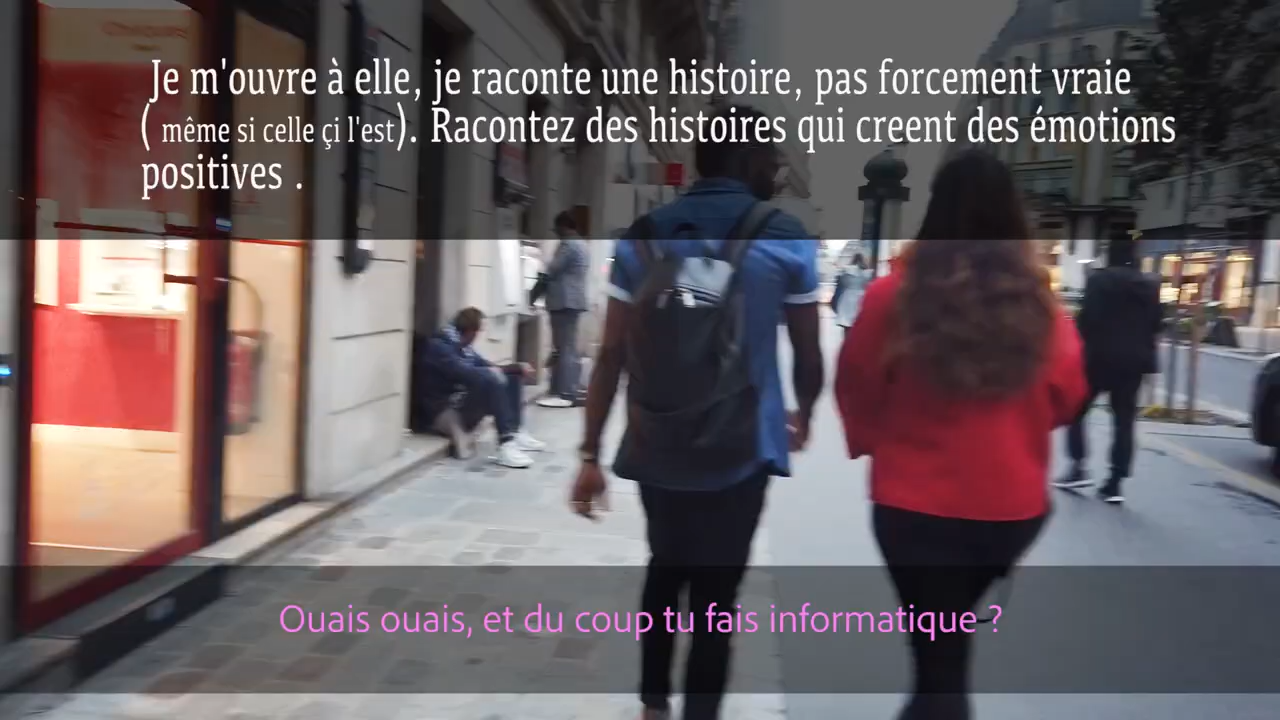 Je m'ouvre à elle, je raconte une histoire, pas forcement vraie
( même si celle çi l'est). Racontez des histoires qui creent des émotions
positives .
Ouais ouais, et du coup tu fais informatique ?